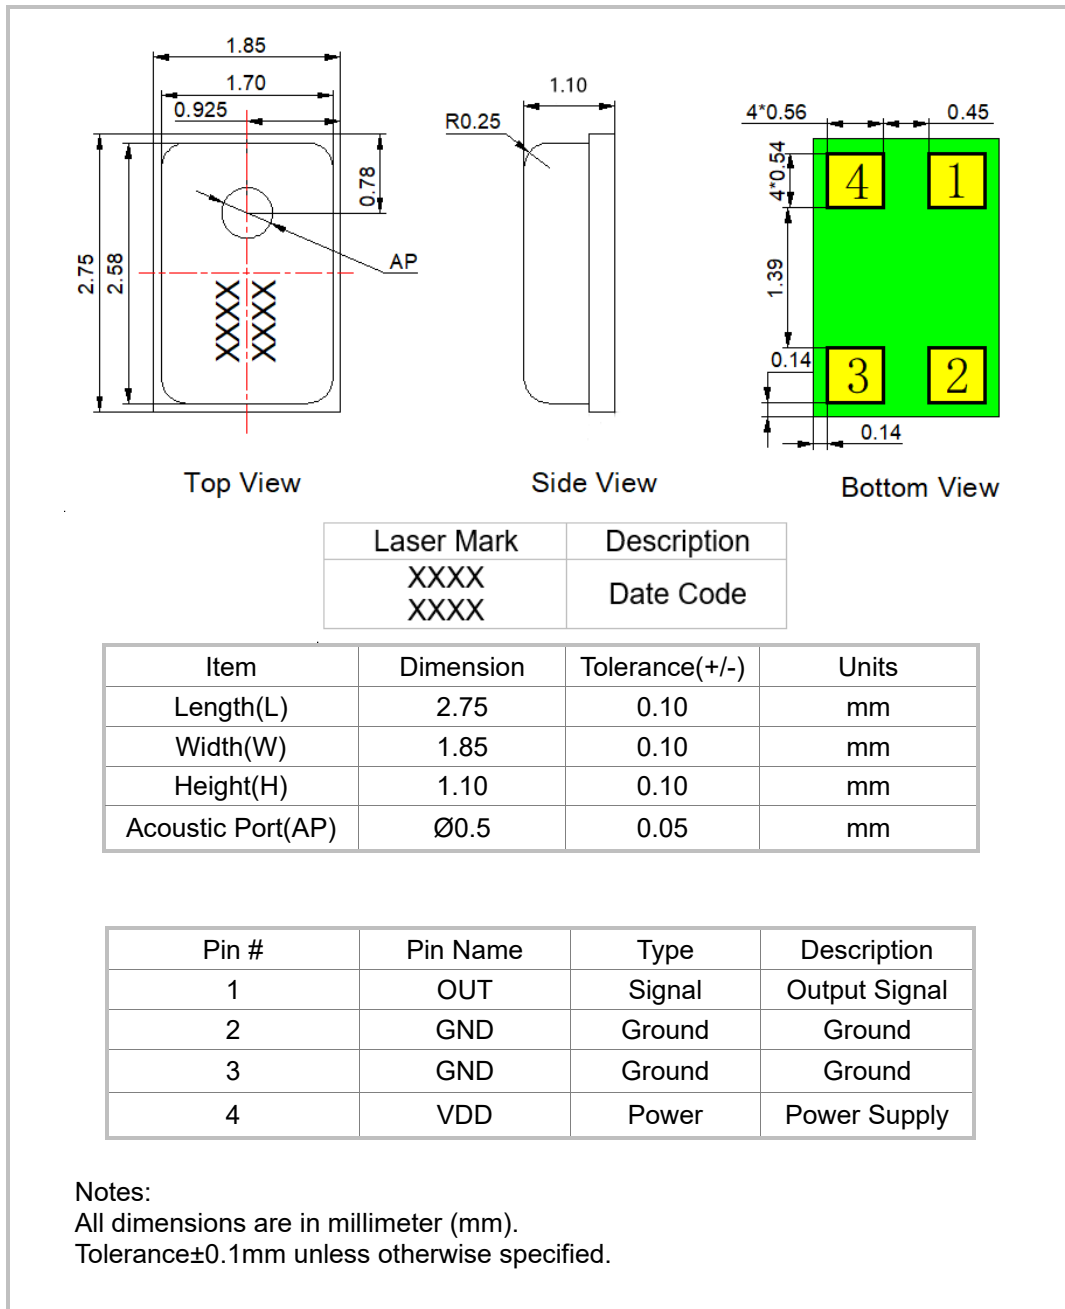 1.85
1.70
0.925
0.78
2.75
2.58
AP
XXXX
XXXX
Top View
1.10
R0.25
Side View
4*0.56
0.45
4*0.54
4
1
1.39
0.14
3
2
0.14
Bottom View
Laser Mark Description
XXXX
XXXX
Date Code
Item Dimension Tolerance(+/-) Units
Length(L) 2.75 0.10 mm
Width(W) 1.85 0.10 mm
Height(H) 1.10 0.10 mm
Acoustic Port(AP) Ø0.5 0.05 mm
Pin # Pin Name Type Description
1 OUT Signal Output Signal
2 GND Ground Ground
3 GND Ground Ground
4 VDD Power Power Supply
Notes:
All dimensions are in millimeter (mm).
Tolerance±0.1mm unless otherwise specified.